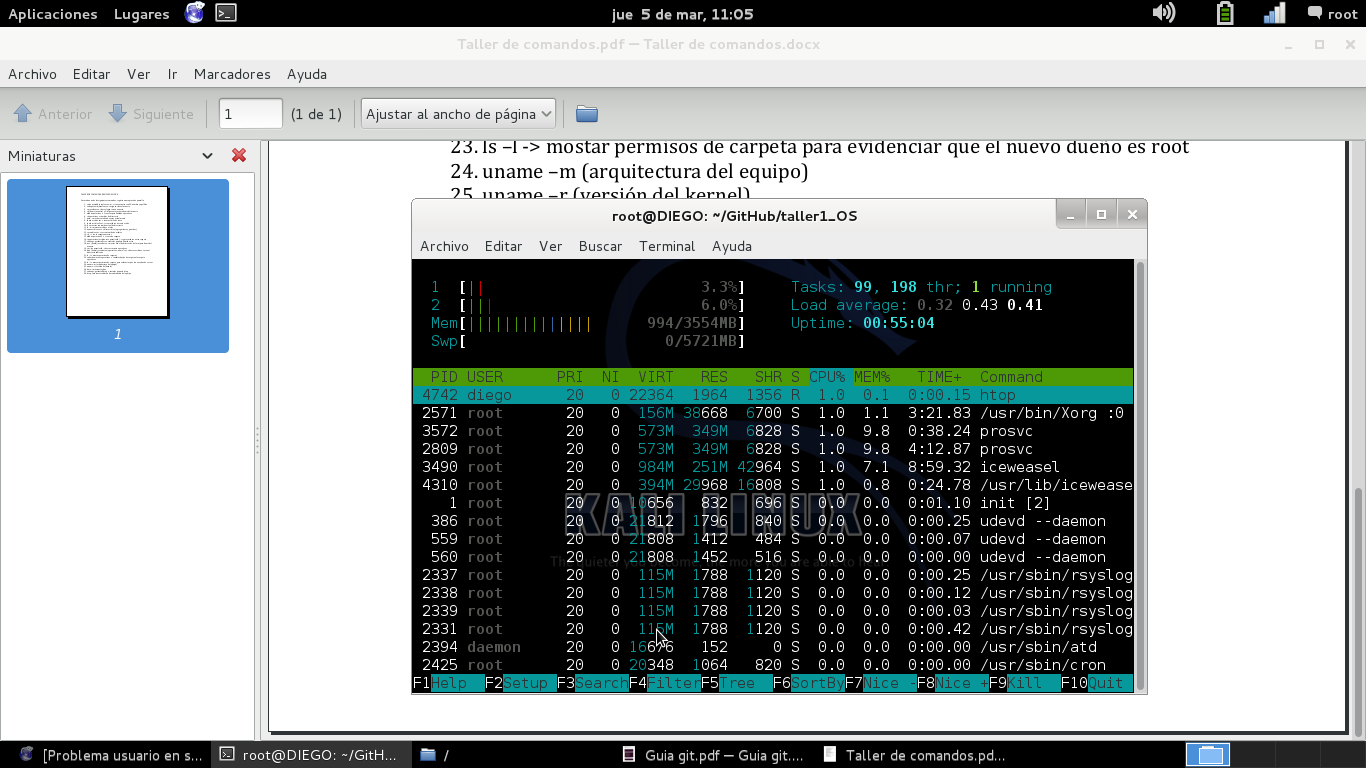 Aplicaciones Lugares jue 5 de mar, 11:05 root
Taller de comandos.pdf — Taller de comandos.docx
Archivo Editar Ver Ir Marcadores Ayuda
Anterior Siguiente 1 (1 de 1) Ajustar al ancho de página
Miniaturas
1
23. ls –l -> mostar permisos de carpeta para evidenciar que el nuevo dueño es root
24. uname –m (arquitectura del equipo)
25. uname –r (versión del kernel)
root@DIEGO: ~/GitHub/taller1_OS
Archivo Editar Ver Buscar Terminal Ayuda
1 [|| 3.3%] Tasks: 99, 198 thr; 1 running
2 [||| 6.0%] Load average: 0.32 0.43 0.41
Mem[|||||||||||||| 994/3554MB] Uptime: 00:55:04
Swp[ 0/5721MB]
PID USER PRI NI VIRT RES SHR S CPU% MEM% TIME+ Command
4742 diego 20 0 22364 1964 1356 R 1.0 0.1 0:00.15 htop
2571 root 20 0 156M 38668 6700 S 1.0 1.1 3:21.83 /usr/bin/Xorg :0
3572 root 20 0 573M 349M 6828 S 1.0 9.8 0:38.24 prosvc
2809 root 20 0 573M 349M 6828 S 1.0 9.8 4:12.87 prosvc
3490 root 20 0 984M 251M 42964 S 1.0 7.1 8:59.32 iceweasel
4310 root 20 0 394M 29968 16808 S 1.0 0.8 0:24.78 /usr/lib/icewease
1 root 20 0 10656 832 696 S 0.0 0.0 0:01.10 init [2]
386 root 20 0 21812 1796 840 S 0.0 0.0 0:00.25 udevd --daemon
559 root 20 0 21808 1412 484 S 0.0 0.0 0:00.07 udevd --daemon
560 root 20 0 21808 1452 516 S 0.0 0.0 0:00.00 udevd --daemon
2337 root 20 0 115M 1788 1120 S 0.0 0.0 0:00.25 /usr/sbin/rsyslog
2338 root 20 0 115M 1788 1120 S 0.0 0.0 0:00.12 /usr/sbin/rsyslog
2339 root 20 0 115M 1788 1120 S 0.0 0.0 0:00.03 /usr/sbin/rsyslog
2331 root 20 0 115M 1788 1120 S 0.0 0.0 0:00.42 /usr/sbin/rsyslog
2394 daemon 20 0 16676 152 0 S 0.0 0.0 0:00.00 /usr/sbin/atd
2425 root 20 0 20348 1064 820 S 0.0 0.0 0:00.00 /usr/sbin/cron
KALI LINUX
F1Help F2Setup F3SearchF4FilterF5Tree F6SortByF7Nice -F8Nice +F9Kill F10Quit
[Problema usuario en s... root@DIEGO: ~/GitH... / Guia git.pdf — Guia git.... Taller de comandos.pd...